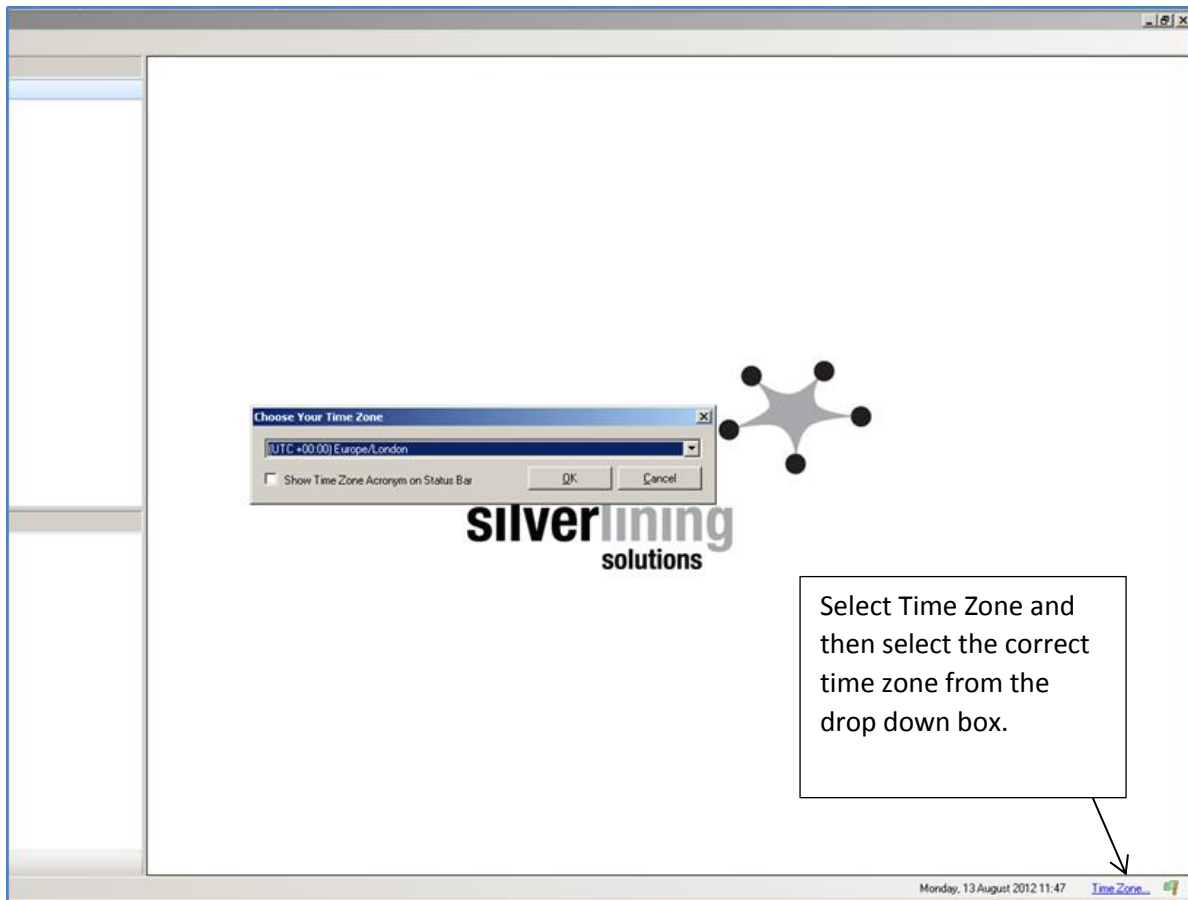 Choose Your Time Zone
(UTC +00:00) Europe/London
Show Time Zone Acronym on Status Bar
OK
Cancel
silverlining
solutions
Select Time Zone and
then select the correct
time zone from the
drop down box.
Monday, 13 August 2012 11:47
Time Zone...